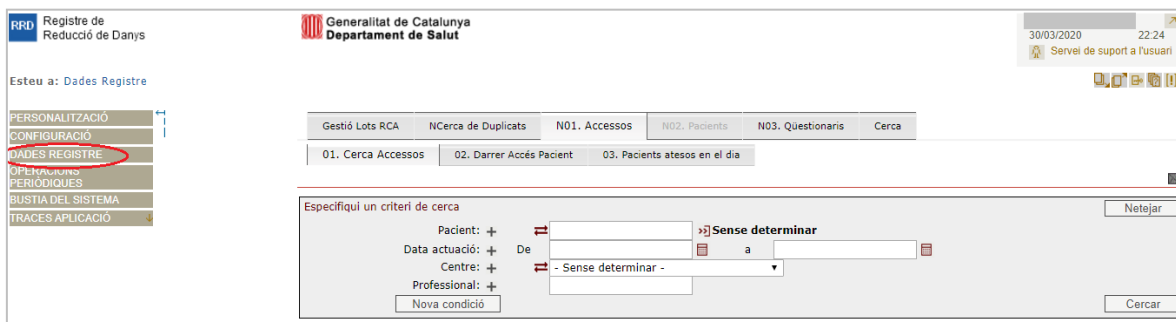 RRD Registre de
Reducció de Danys
Generalitat de Catalunya
Departament de Salut
30/03/2020 22:24
Servei de suport a l'usuari
Esteu a: Dades Registre
PERSONALITZACIÓ
CONFIGURACIÓ
DADES REGISTRE
OPERACIONS
PERIÒDIQUES
BUSTIA DEL SISTEMA
TRACES APLICACIÓ
Gestió Lots RCA NCerca de Duplicats N01. Accessos N02. Pacients N03. Qüestionaris Cerca
01. Cerca Accessos 02. Darrer Accés Pacient 03. Pacients atesos en el dia
Especifiqui un criteri de cerca Netejar
Pacient: + Sense determinar
Data actuació: + De a
Centre: + - Sense determinar -
Professional: +
Nova condició Cercar